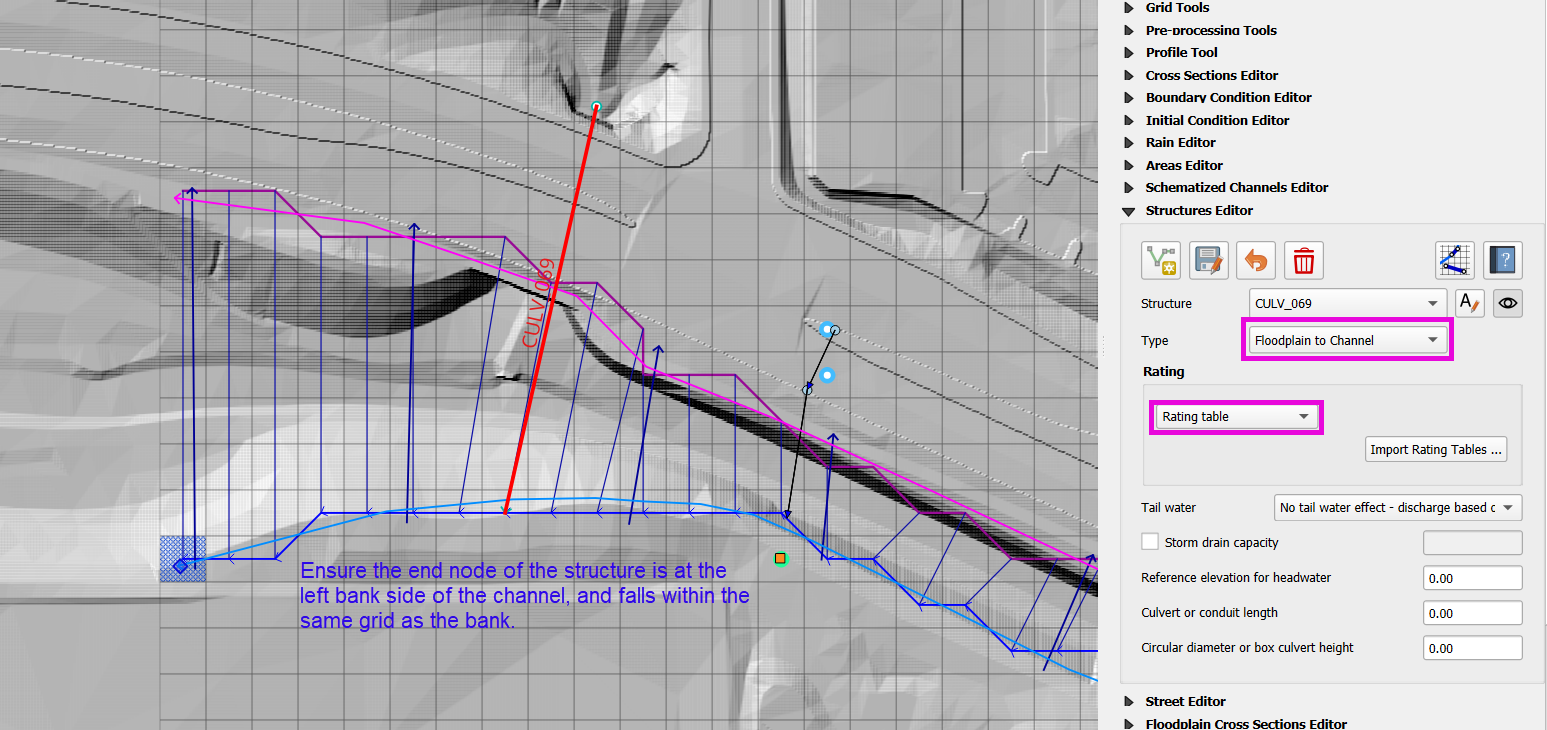 Grid Tools
Pre-processing Tools
Profile Tool
Cross Sections Editor
Boundary Condition Editor
Initial Condition Editor
Rain Editor
Areas Editor
Schematized Channels Editor
Structures Editor
Structure CULV_069
Type Floodplain to Channel
Rating
Rating table
Import Rating Tables ...
Tail water No tail water effect - discharge based c
Storm drain capacity
Reference elevation for headwater 0.00
Culvert or conduit length 0.00
Circular diameter or box culvert height 0.00
Street Editor
Floodplain Cross Sections Editor
CULV_069
Ensure the end node of the structure is at the
left bank side of the channel, and falls within the
same grid as the bank.